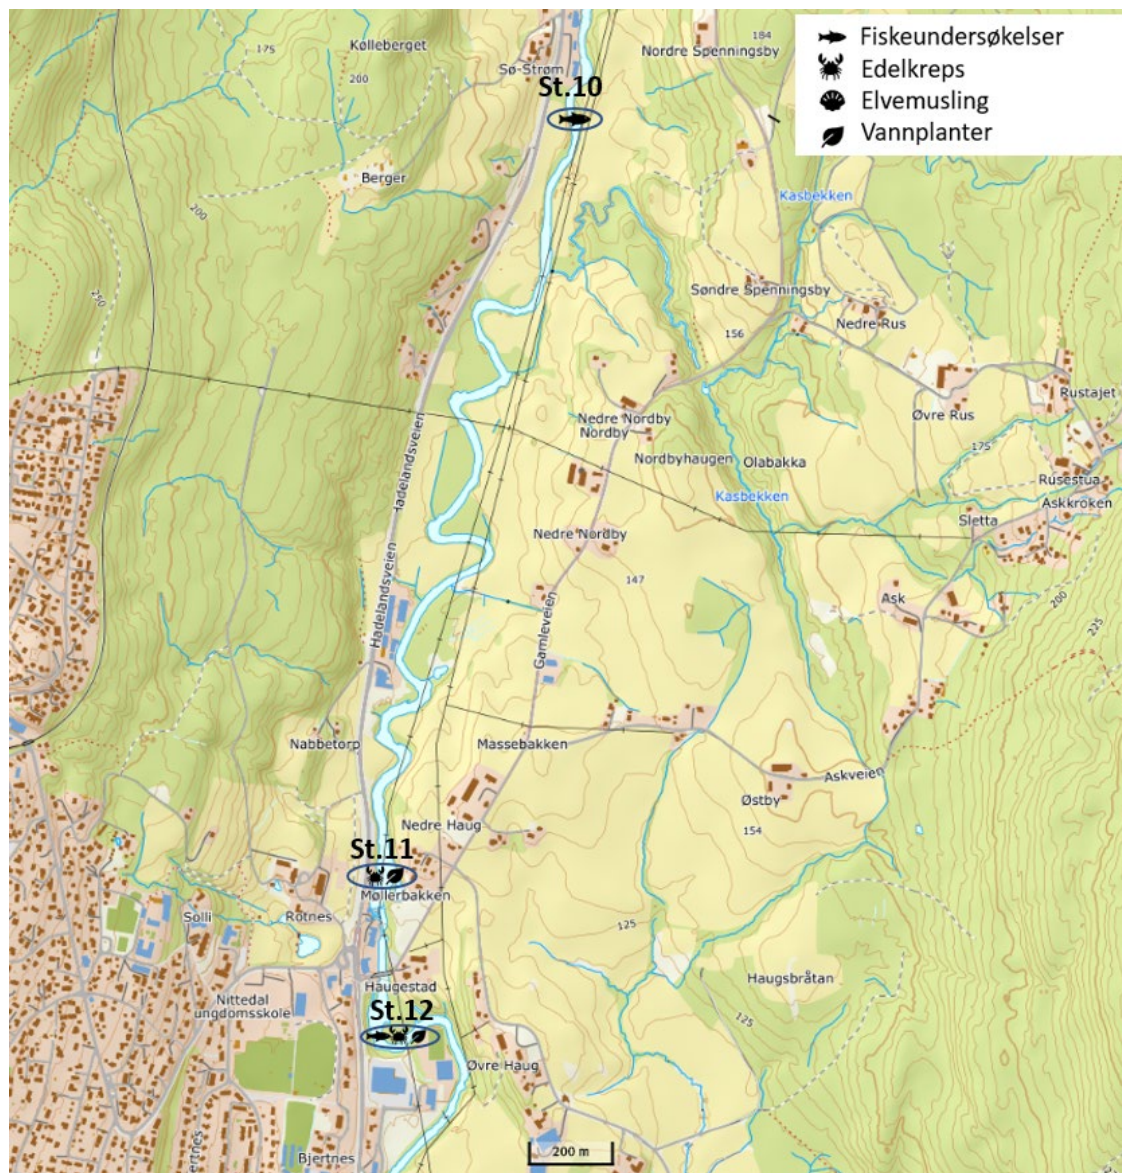 Fiskeundersøkelser
Edelkreps
Elvemusling
Vannplanter
Kølleberget
175
200
Nordre Spenningsby
184
Sø-Strøm
St.10
Berger
200
Kasbekken
250
Søndre Spenningsby
156
Nedre Rus
Rustajet
Øvre Rus
Nedre Nordby
Nordby
Hadelandsveien
175
Nordbyhaugen
Olabakka
Rusestua
Kasbekken
Askkroken
Sletta
Nedre Nordby
147
Hadelandsveien
Ask
200
225
Gamleveien
Nabbetorp
Massebakken
Askveien
Østby
154
Nedre Haug
St.11
Møllerbakken
Solli
Rotnes
125
Haugsbråtan
Haugestad
Nittedal
ungdomsskole
St.12
125
Øvre Haug
200 m
Bjertnes